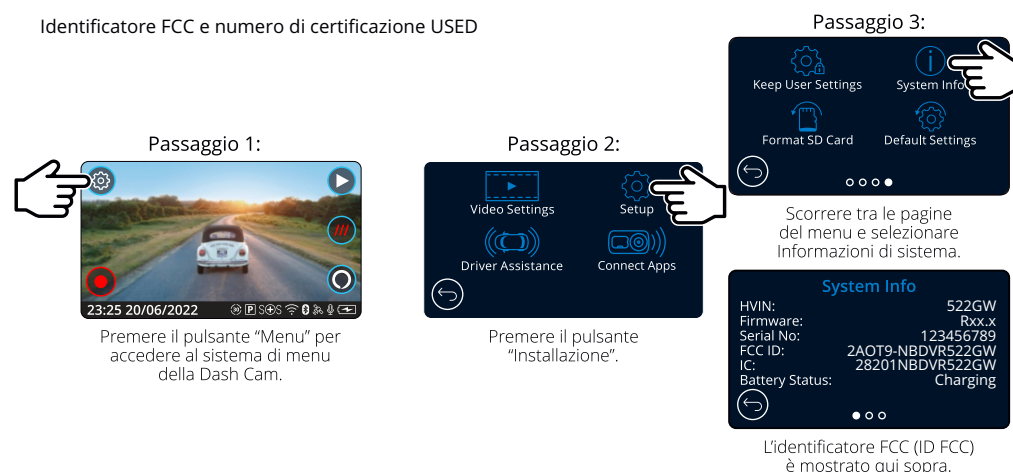 Identificatore FCC e numero di certificazione USED
Passaggio 1:
23:25 20/06/2022
P S S
Premere il pulsante “Menu” per
accedere al sistema di menu
della Dash Cam.
Passaggio 2:
Video Settings
Setup
Driver Assistance
Connect Apps
Premere il pulsante
“Installazione”.
Passaggio 3:
Keep User Settings
System Info
Format SD Card
Default Settings
Scorrere tra le pagine
del menu e selezionare
Informazioni di sistema.
System Info
HVIN: 522GW
Firmware: Rxx.x
Serial No: 123456789
FCC ID: 2AOT9-NBDVR522GW
IC: 28201NBDVR522GW
Battery Status: Charging
L’identificatore FCC (ID FCC)
è mostrato qui sopra.